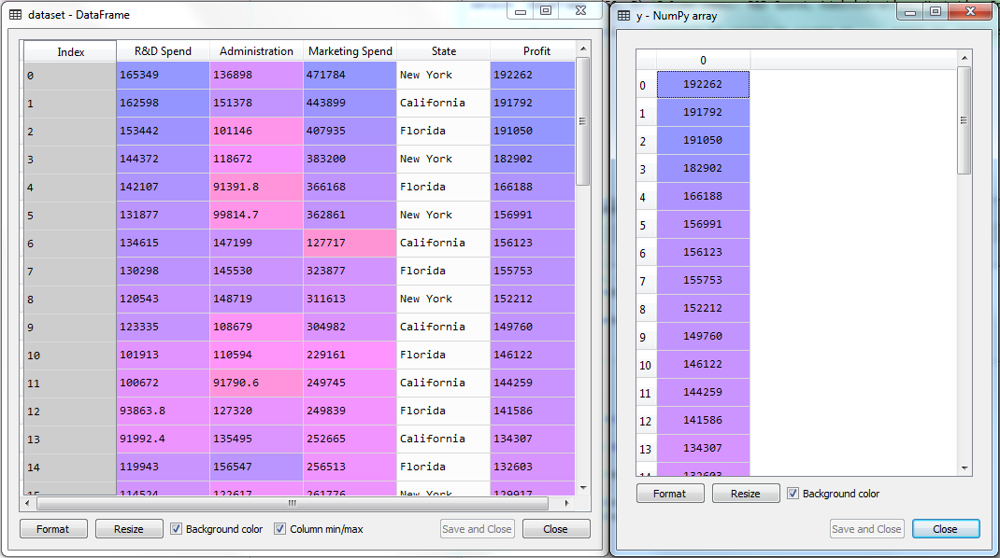 dataset - DataFrame
Index R&D Spend Administration Marketing Spend State Profit
0 165349 136898 471784 New York 192262
1 162598 151378 443899 California 191792
2 153442 101146 407935 Florida 191050
3 144372 118672 383200 New York 182902
4 142107 91391.8 366168 Florida 166188
5 131877 99814.7 362861 New York 156991
6 134615 147199 127717 California 156123
7 130298 145530 323877 Florida 155753
8 120543 148719 311613 New York 152212
9 123335 108679 304982 California 149760
10 101913 110594 229161 Florida 146122
11 100672 91790.6 249745 California 144259
12 93863.8 127320 249839 Florida 141586
13 91992.4 135495 252665 California 134307
14 119943 156547 256513 Florida 132603
15 114524 122617 261776 New York 129917
Format Resize Background color Column min/max Save and Close Close
y - NumPy array
0
0 192262
1 191792
2 191050
3 182902
4 166188
5 156991
6 156123
7 155753
8 152212
9 149760
10 146122
11 144259
12 141586
13 134307
14 132603
Format Resize Background color
Save and Close Close